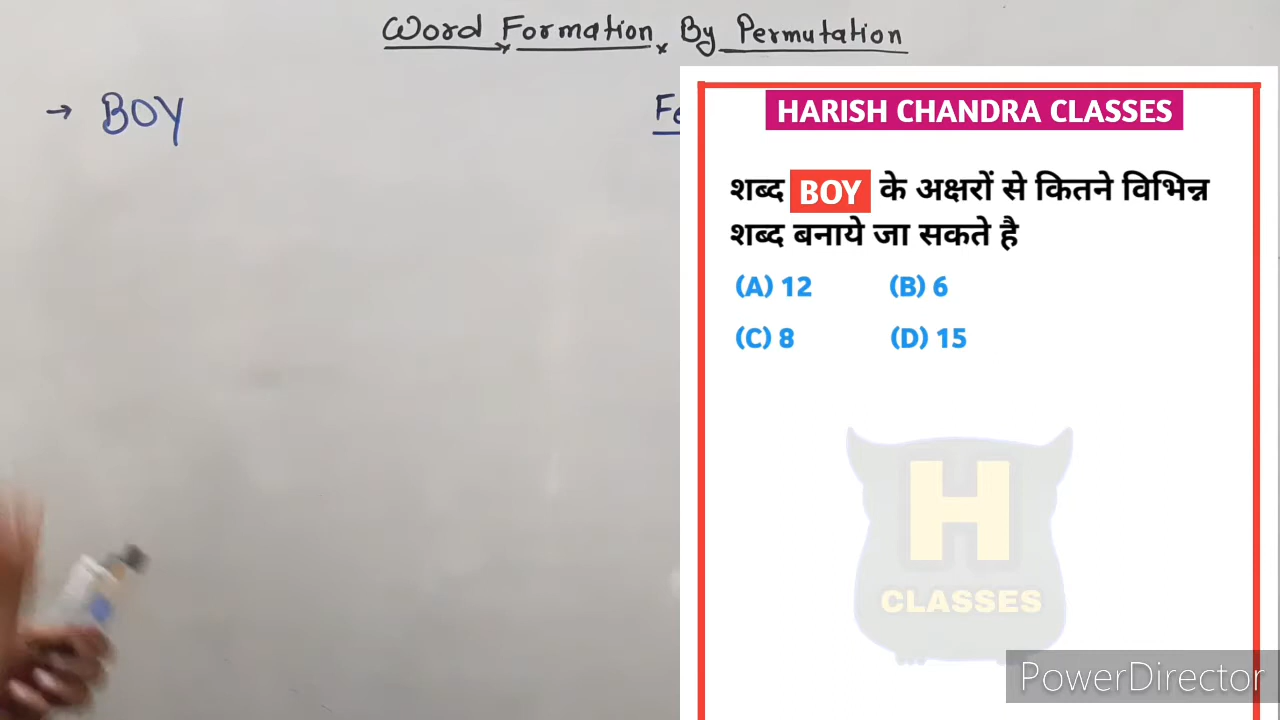 Word Formation By Permutation
→ BOY
HARISH CHANDRA CLASSES
शब्द BOY के अक्षरों से कितने विभिन्न
शब्द बनाये जा सकते है
(A) 12 (B) 6
(C) 8 (D) 15
H
CLASSES
PowerDirector